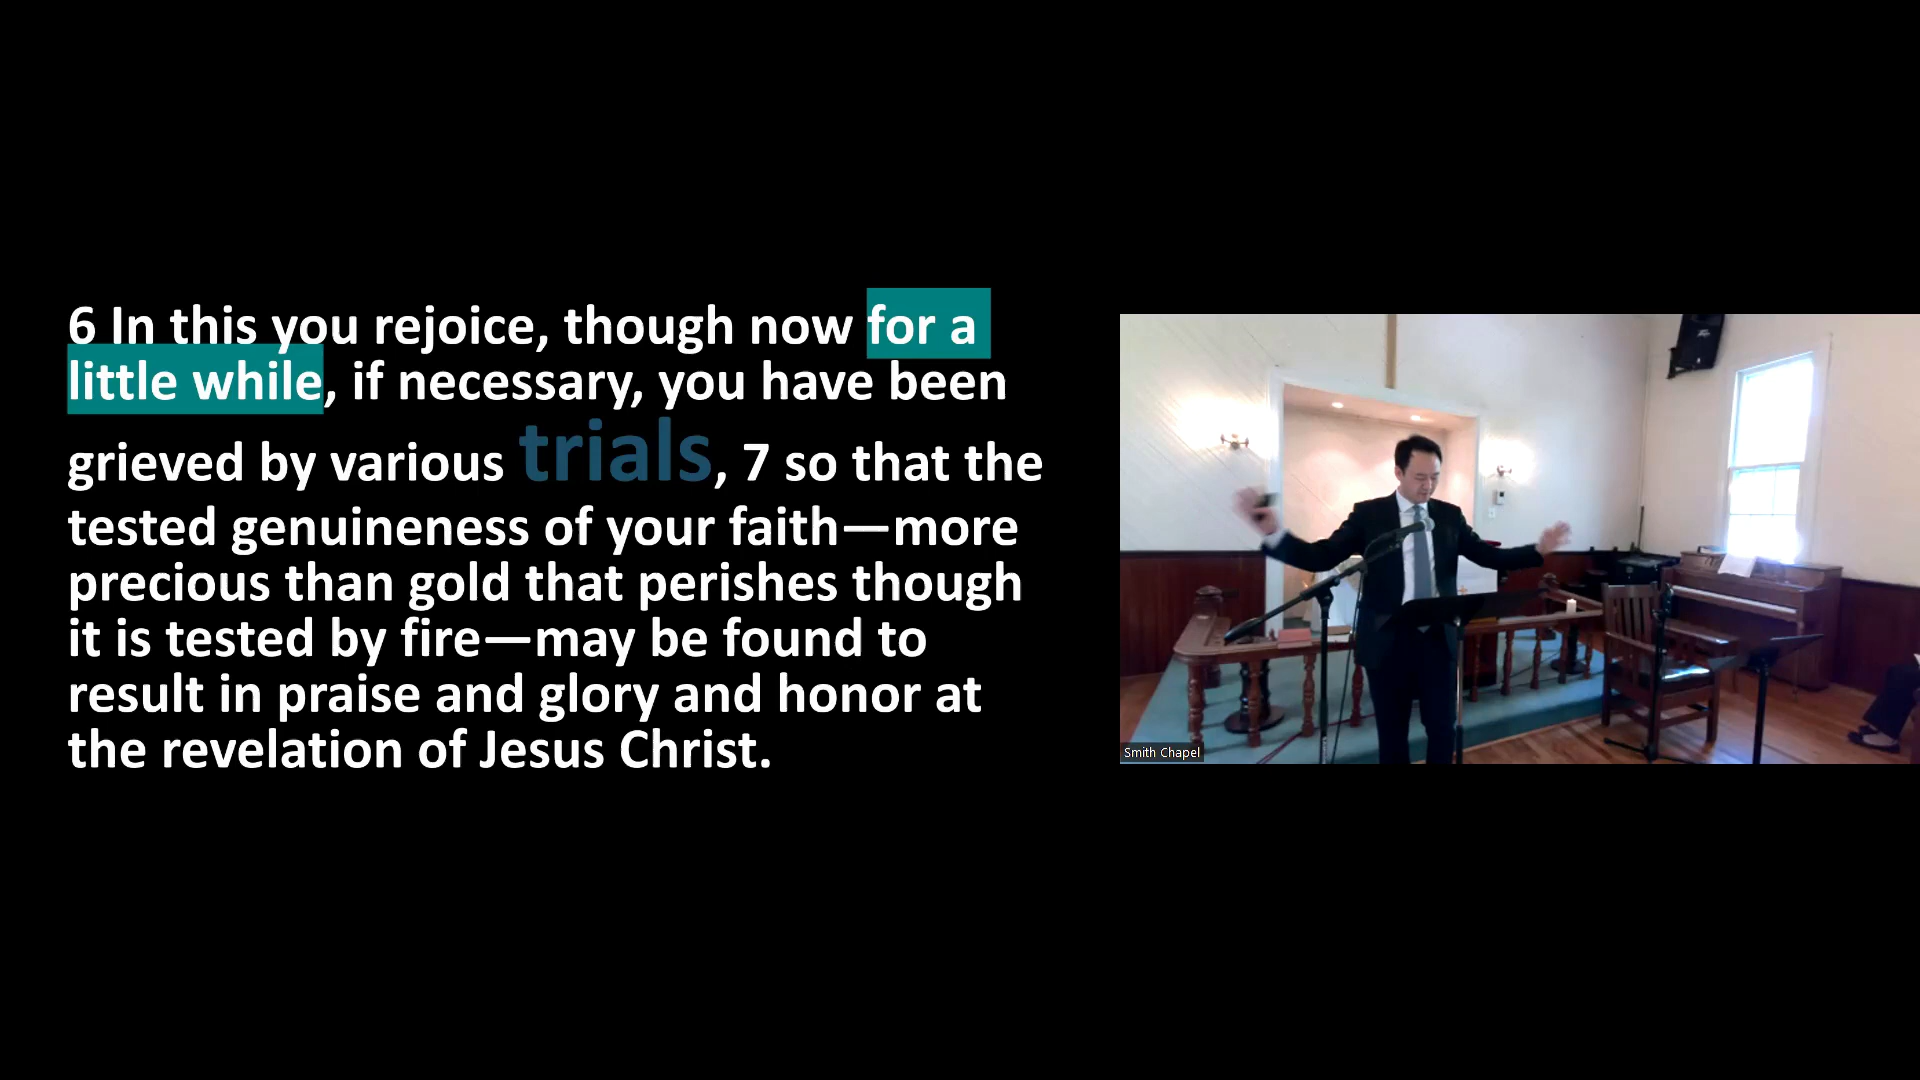 6 In this you rejoice, though now for a
little while, if necessary, you have been
grieved by various trials, 7 so that the
tested genuineness of your faith—more
precious than gold that perishes though
it is tested by fire—may be found to
result in praise and glory and honor at
the revelation of Jesus Christ.
Smith Chapel